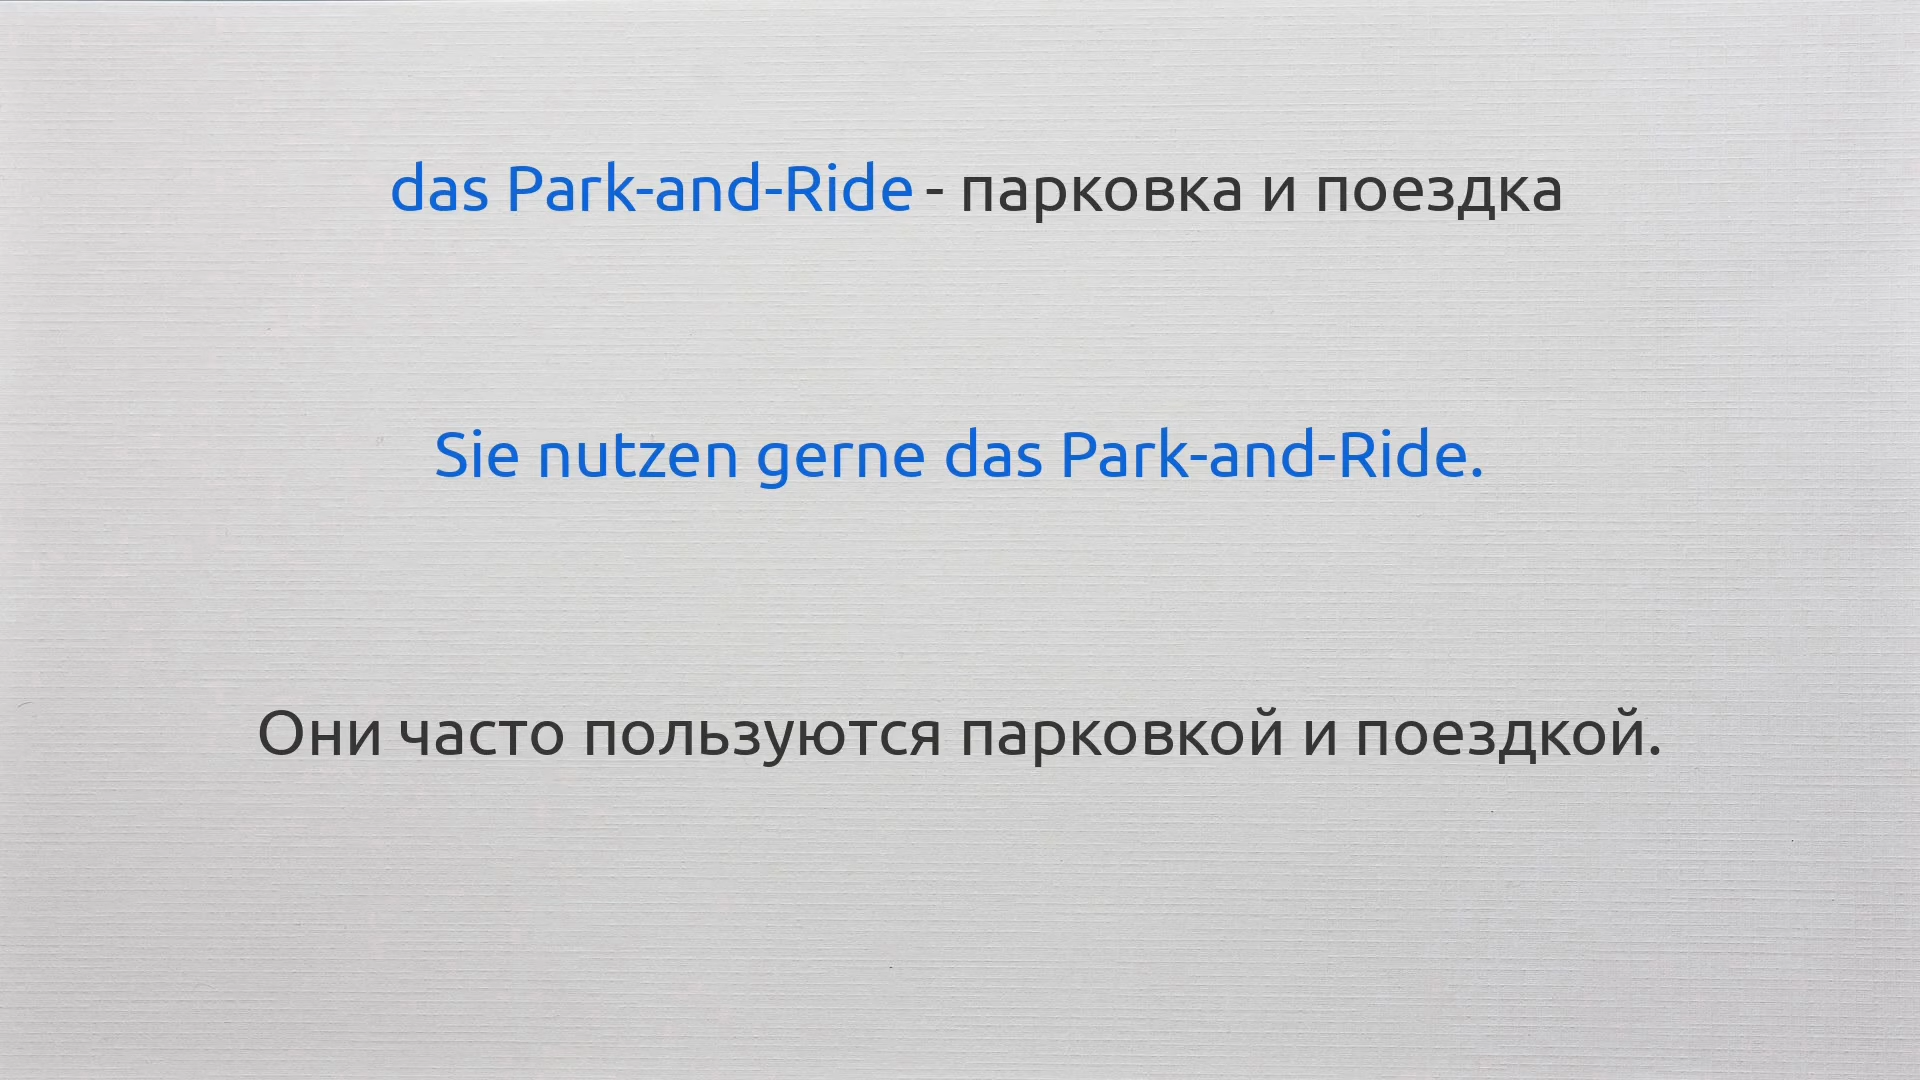 das Park-and-Ride - парковка и поездка
Sie nutzen gerne das Park-and-Ride.
Они часто пользуются парковкой и поездкой.